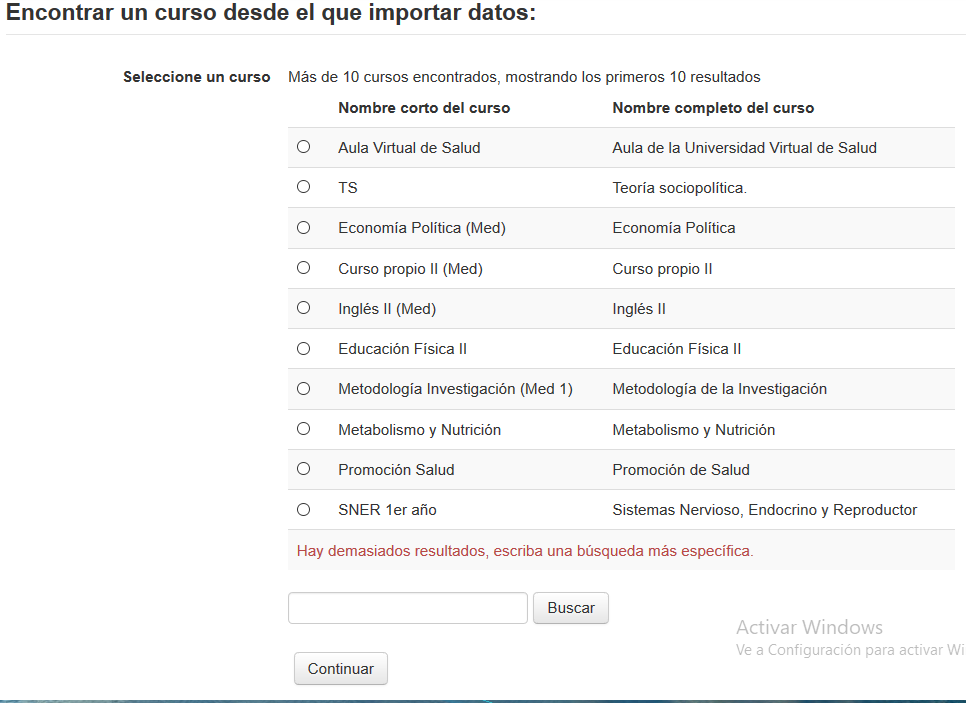 Encontrar un curso desde el que importar datos:
Seleccione un curso Más de 10 cursos encontrados, mostrando los primeros 10 resultados
Nombre corto del curso Nombre completo del curso
Aula Virtual de Salud Aula de la Universidad Virtual de Salud
TS Teoría sociopolítica.
Economía Política (Med) Economía Política
Curso propio II (Med) Curso propio II
Inglés II (Med) Inglés II
Educación Física II Educación Física II
Metodología Investigación (Med 1) Metodología de la Investigación
Metabolismo y Nutrición Metabolismo y Nutrición
Promoción Salud Promoción de Salud
SNER 1er año Sistemas Nervioso, Endocrino y Reproductor
Hay demasiados resultados, escriba una búsqueda más específica.
Buscar
Activar Windows
Ve a Configuración para activar Wi
Continuar